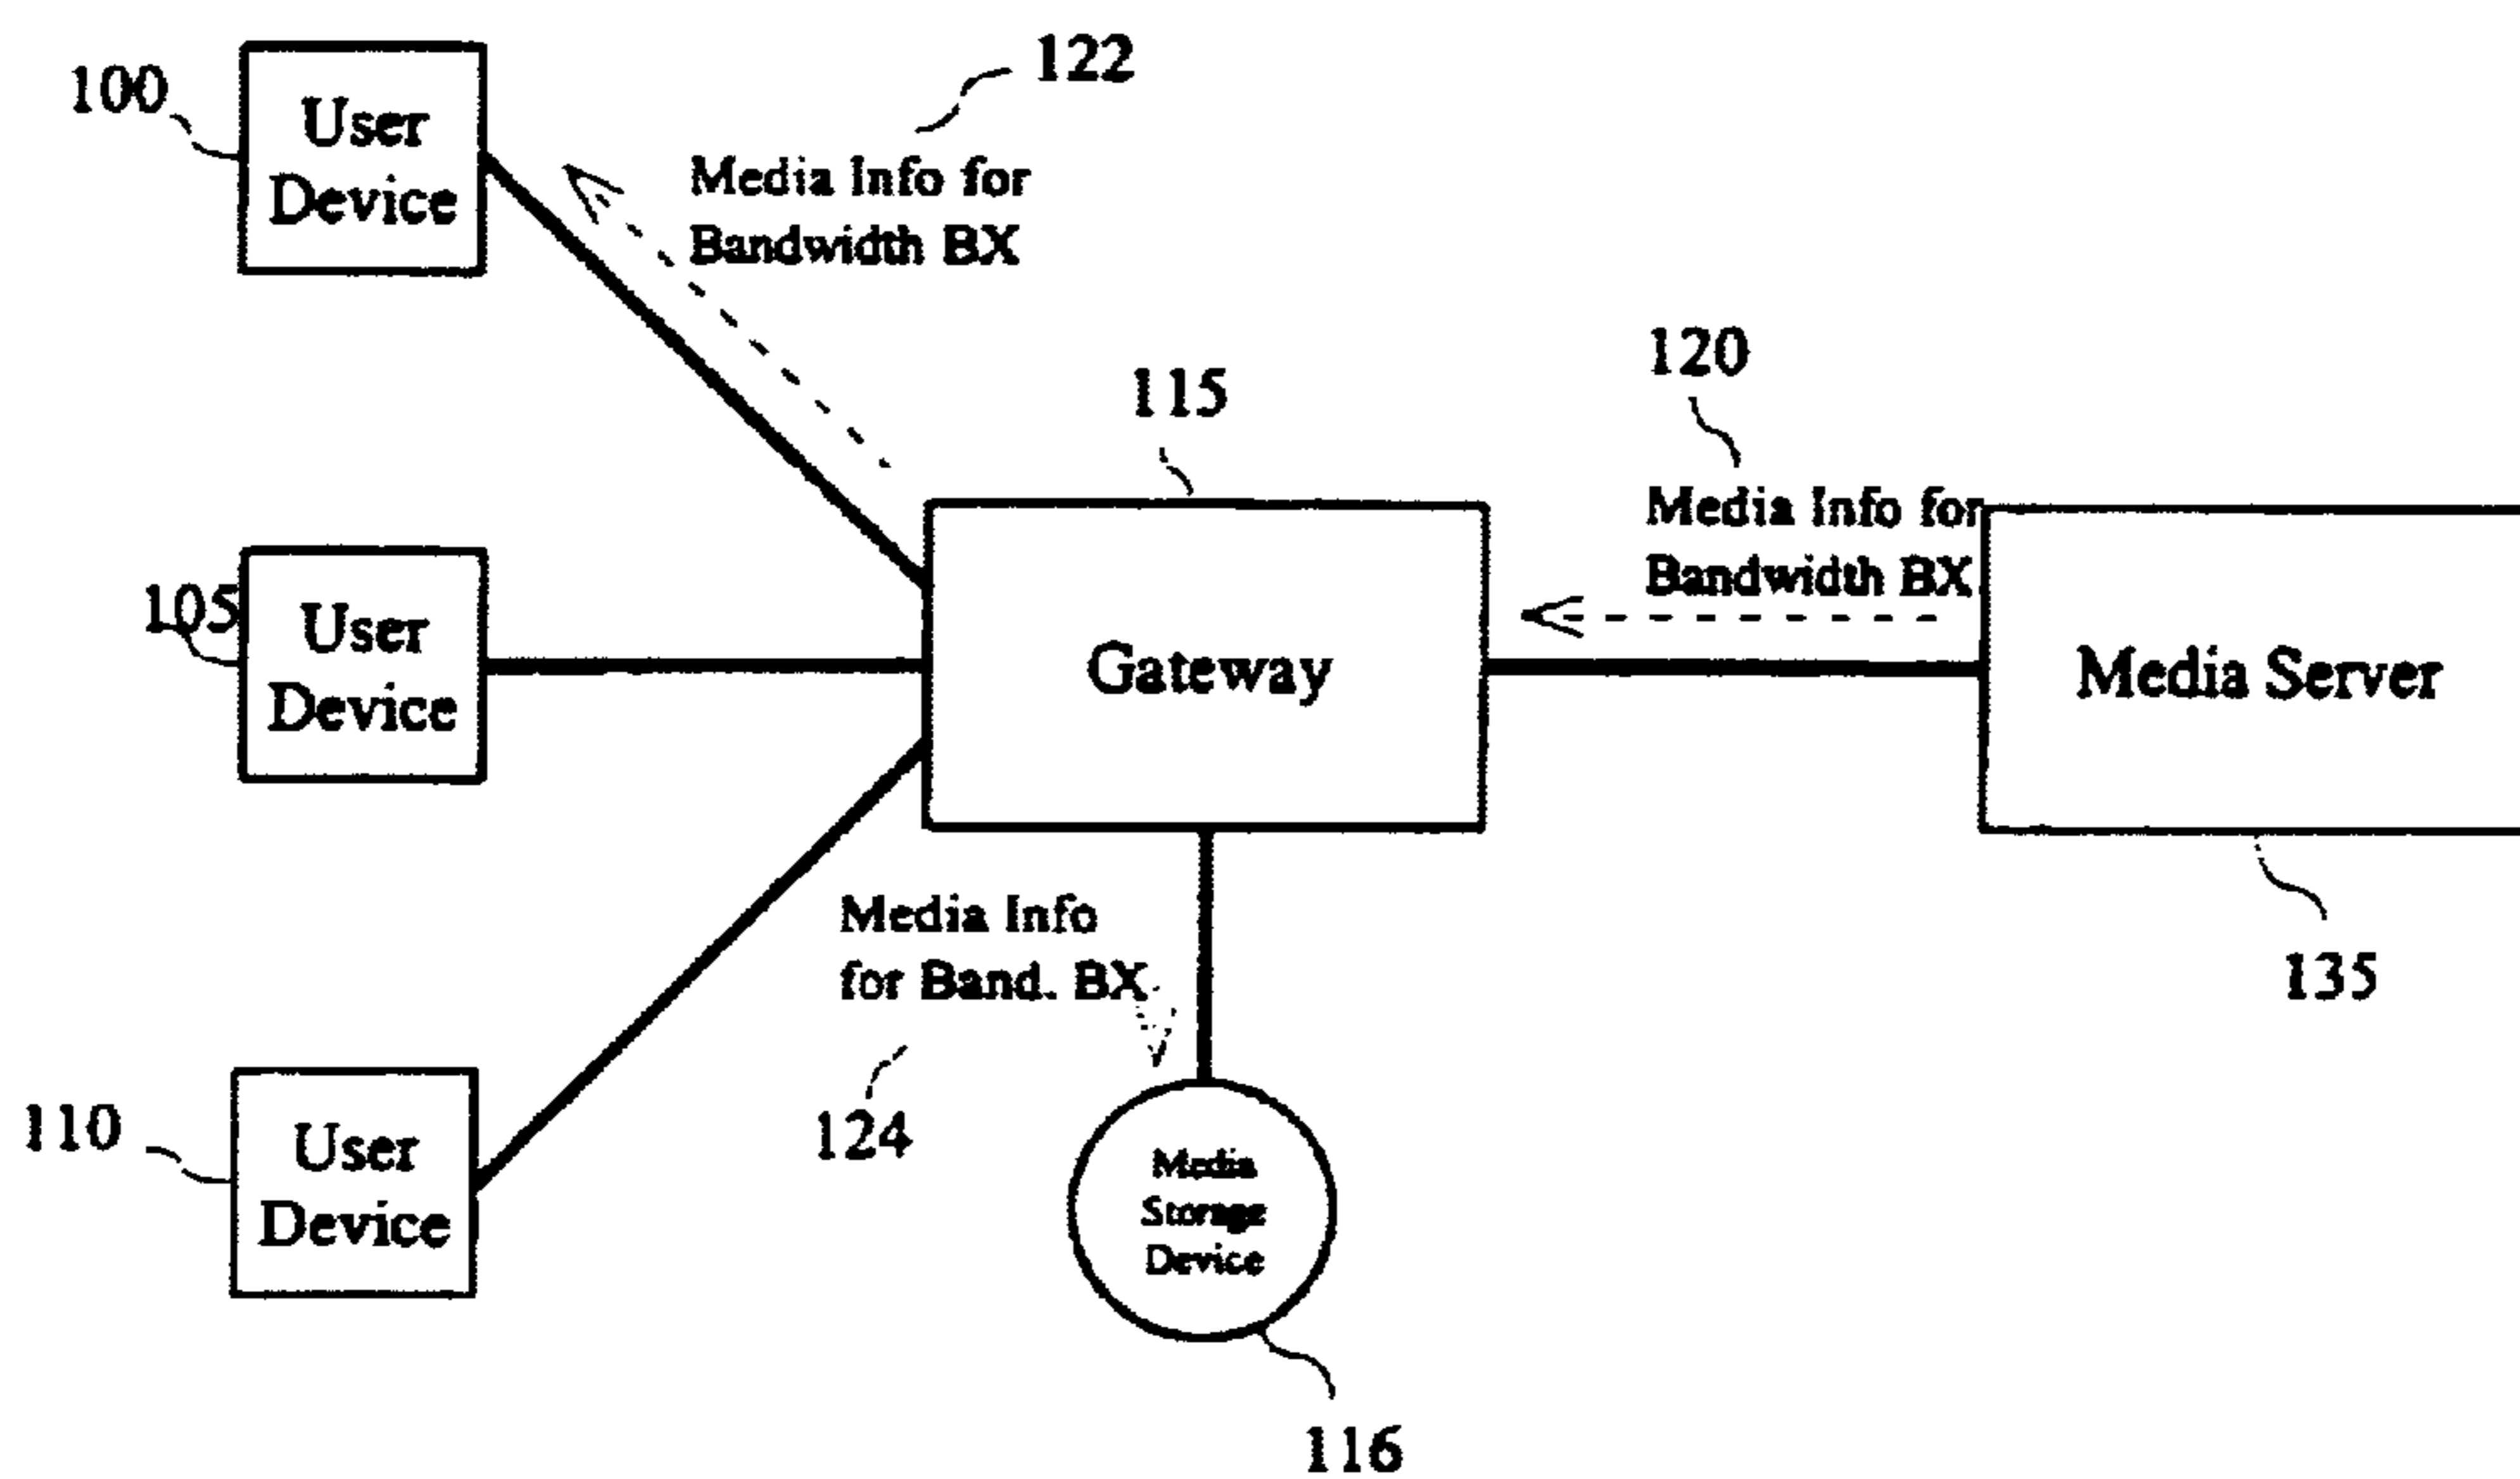 100
User
Device
122
Media Info for
Bandwidth BX
115
120
Media Info for
Bandwidth BX
105
User
Device
Gateway
Media Server
Media Info
for Band. BX
124
135
110
User
Device
Media
Storage
Device
116